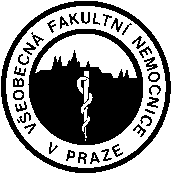 VŠEOBECNÁ FAKULTNÍ NEMOCNICE
V PRAZE